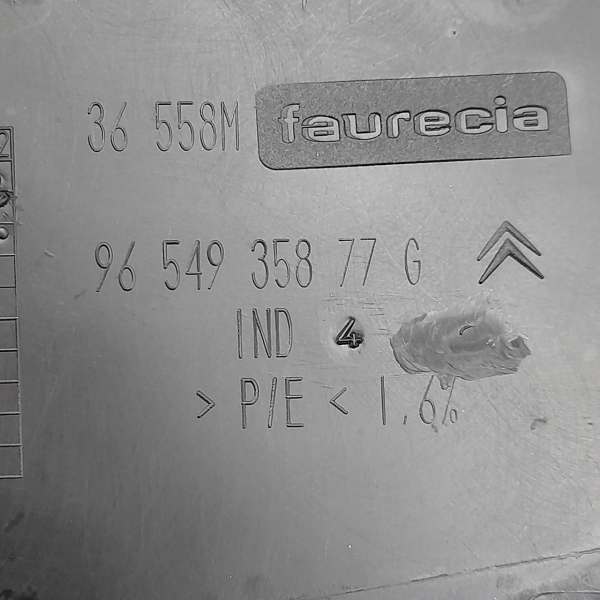 36 558M faurecia
96 549 358 77 G
IND 4
> P/E < 1.6%